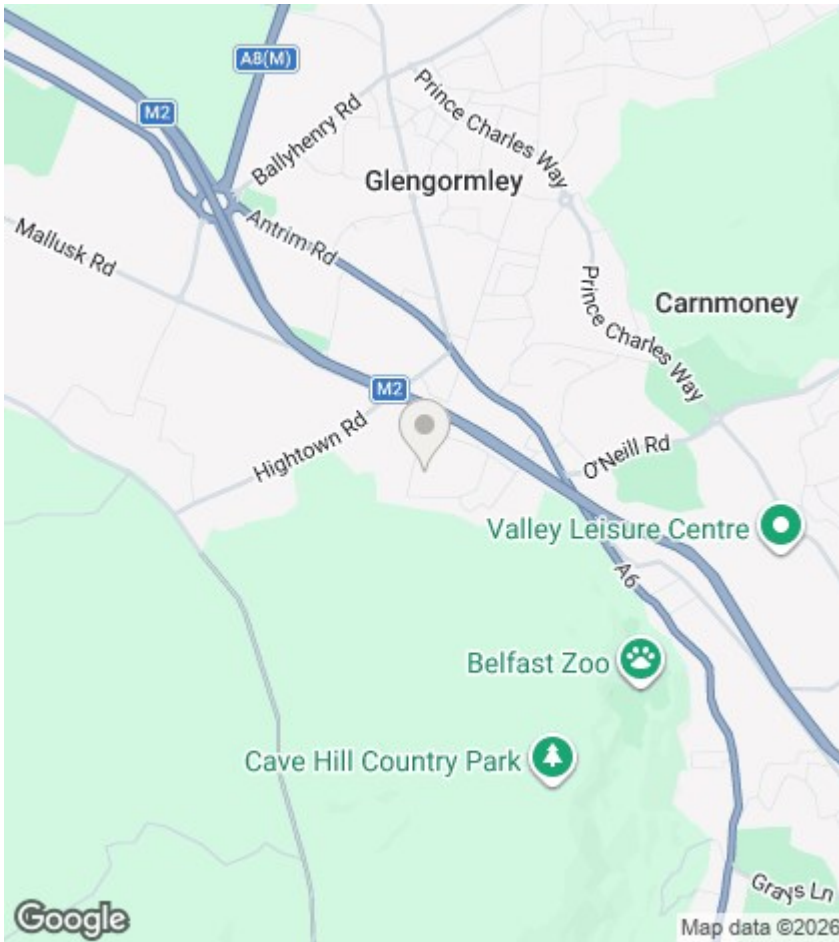 A8(M)
M2
Ballyhenry Rd
Prince Charles Way
Glengormley
Mallusk Rd
Antrim Rd
Prince Charles Way
Carnmoney
M2
Hightown Rd
O'Neill Rd
Valley Leisure Centre
A6
Belfast Zoo
Cave Hill Country Park
Grays Ln
Google
Map data ©2026